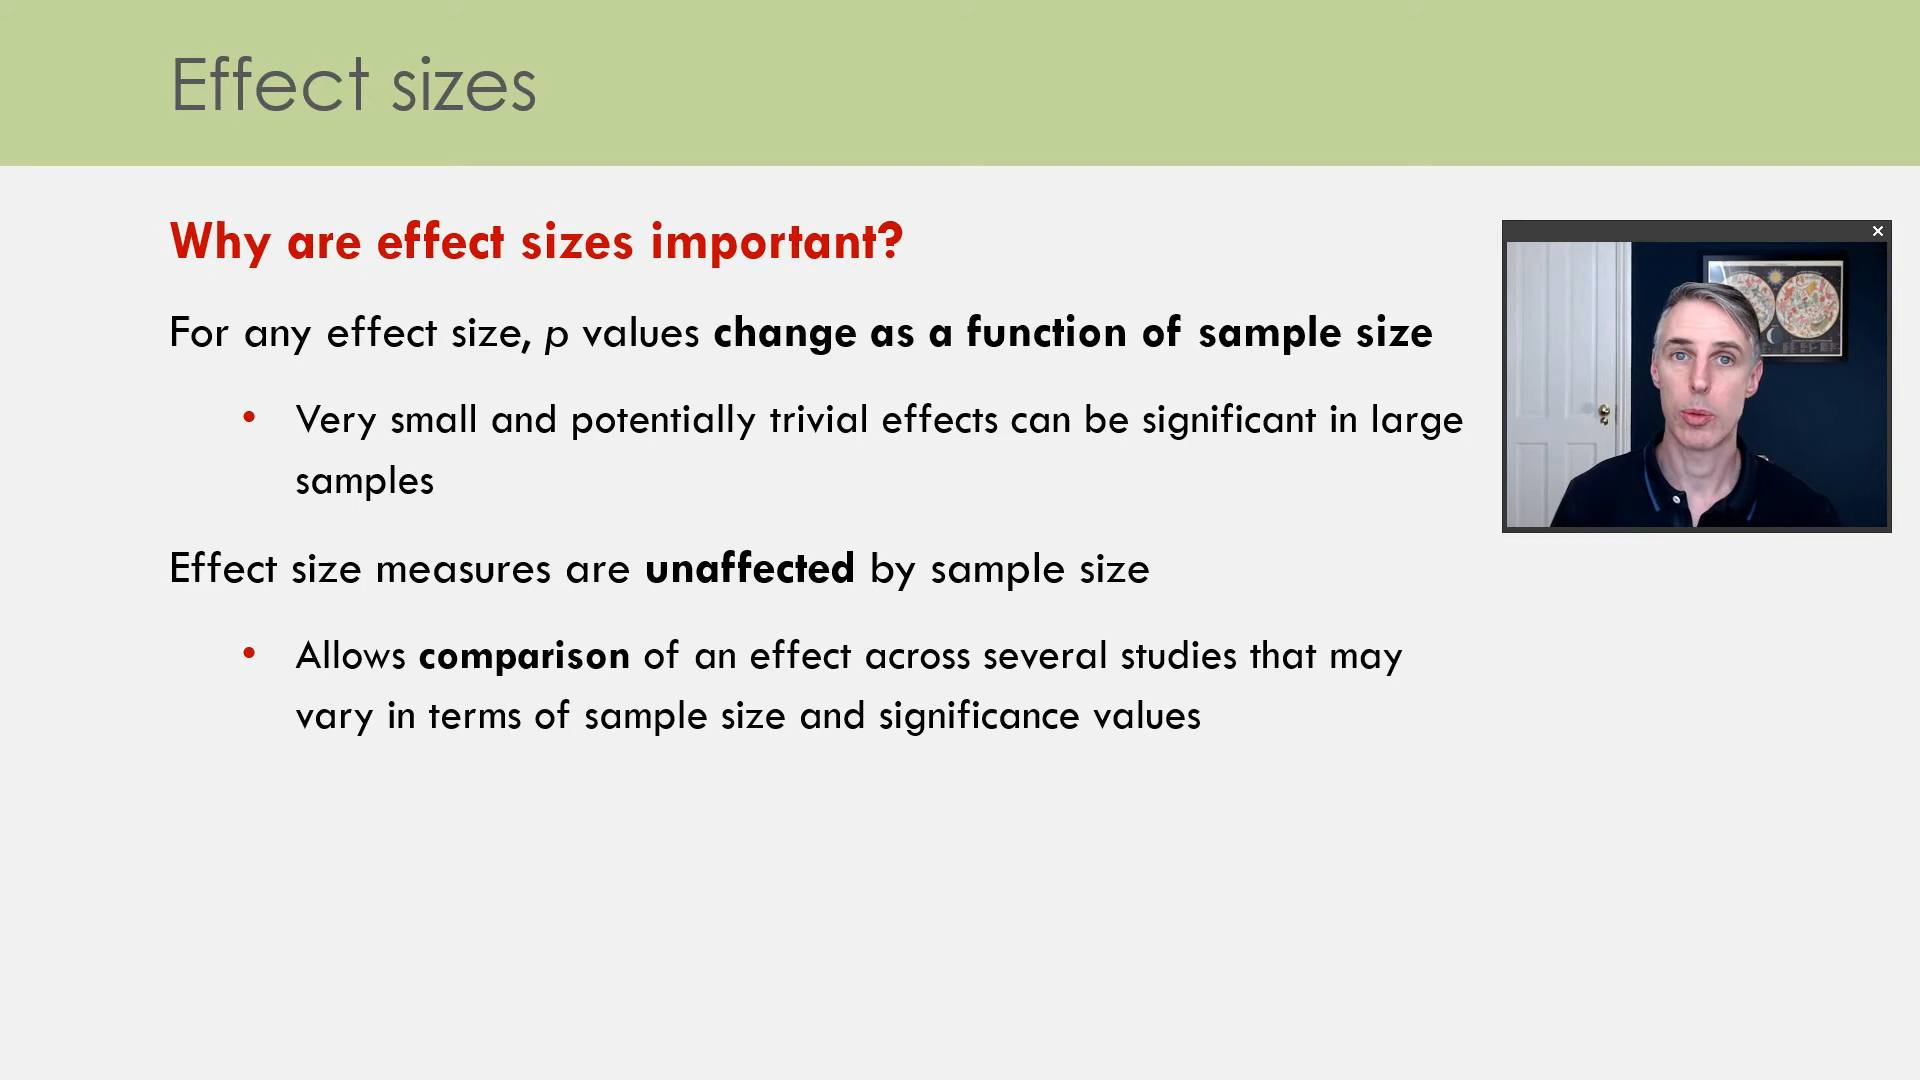 Effect sizes
Why are effect sizes important?
For any effect size, p values change as a function of sample size
• Very small and potentially trivial effects can be significant in large
samples
Effect size measures are unaffected by sample size
• Allows comparison of an effect across several studies that may
vary in terms of sample size and significance values